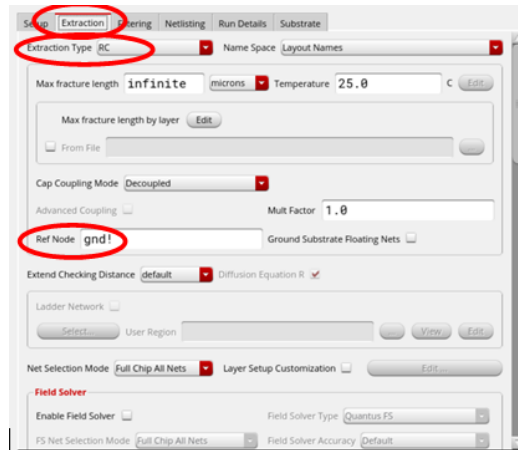 Setup Extraction Filtering Netlisting Run Details Substrate
Extraction Type RC Name Space Layout Names
Max fracture length infinite microns Temperature 25.0 C Edit
Max fracture length by layer Edit
From File ...
Cap Coupling Mode Decoupled
Advanced Coupling Mult Factor 1.0
Ref Node gnd! Ground Substrate Floating Nets
Extend Checking Distance default Diffusion Equation R
Ladder Network
Select... User Region ... View Edit
Net Selection Mode Full Chip All Nets Layer Setup Customization Edit...
Field Solver
Enable Field Solver Field Solver Type Quantus FS
FS Net Selection Mode Full Chip All Nets Field Solver Accuracy Default